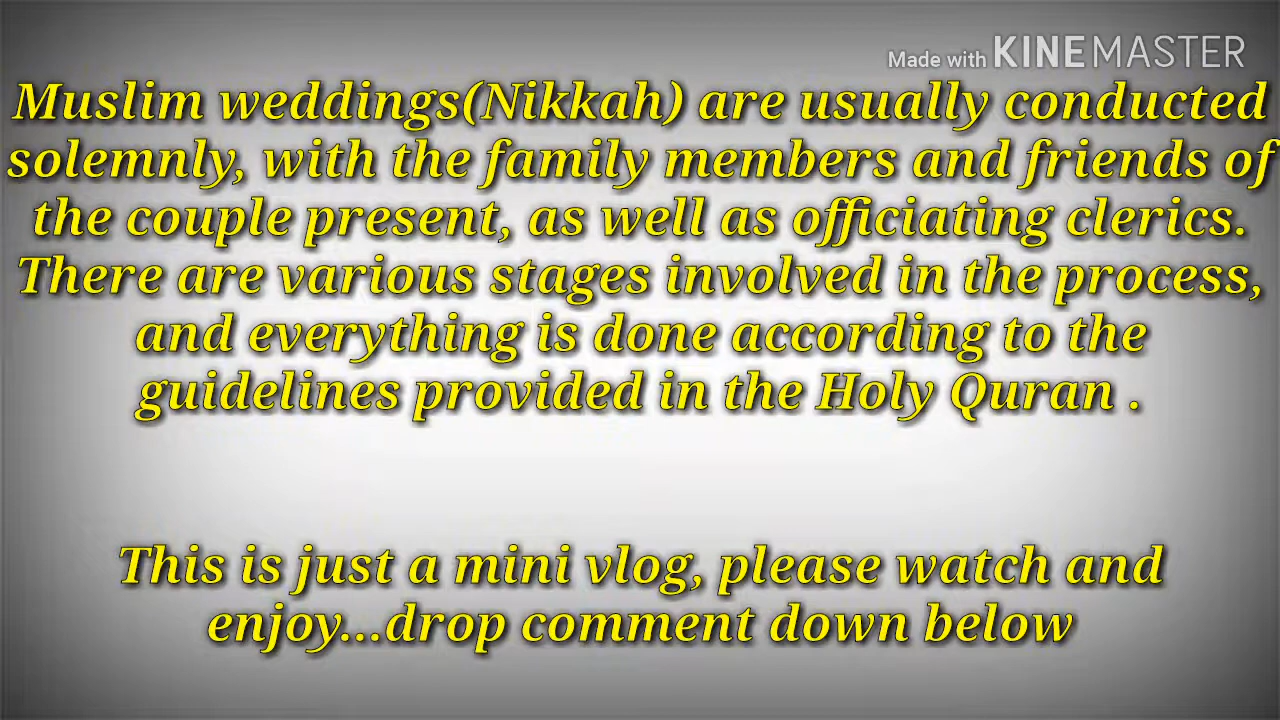 Made with KINEMASTER
Muslim weddings(Nikkah) are usually conducted
solemnly, with the family members and friends of
the couple present, as well as officiating clerics.
There are various stages involved in the process,
and everything is done according to the
guidelines provided in the Holy Quran .
This is just a mini vlog, please watch and
enjoy...drop comment down below